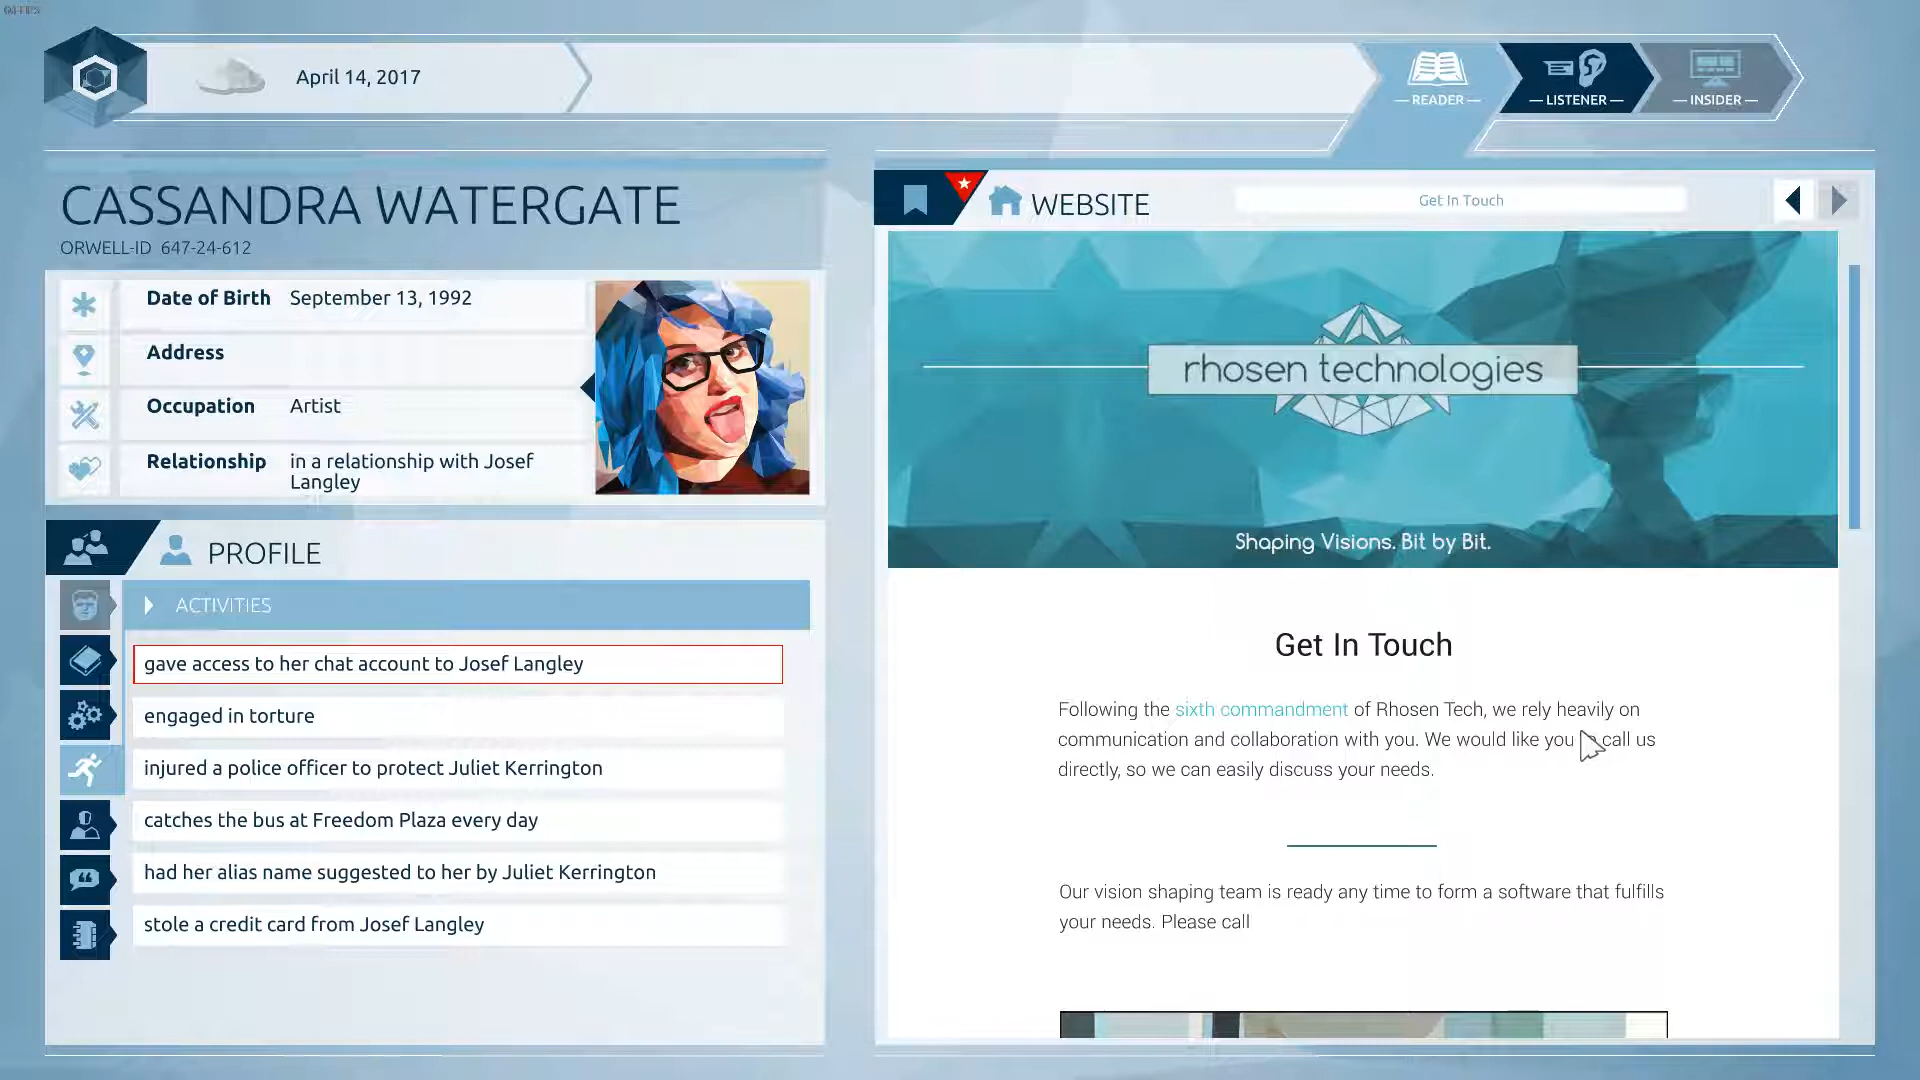 April 14, 2017
— READER —
— LISTENER —
— INSIDER —
CASSANDRA WATERGATE
ORWELL-ID 647-24-612
Date of Birth September 13, 1992
Address
Occupation Artist
Relationship in a relationship with Josef
Langley
PROFILE
ACTIVITIES
gave access to her chat account to Josef Langley
engaged in torture
injured a police officer to protect Juliet Kerrington
catches the bus at Freedom Plaza every day
had her alias name suggested to her by Juliet Kerrington
stole a credit card from Josef Langley
WEBSITE
Get In Touch
rhosen technologies
Shaping Visions. Bit by Bit.
Get In Touch
Following the sixth commandment of Rhosen Tech, we rely heavily on
communication and collaboration with you. We would like you call us
directly, so we can easily discuss your needs.
Our vision shaping team is ready any time to form a software that fulfills
your needs. Please call